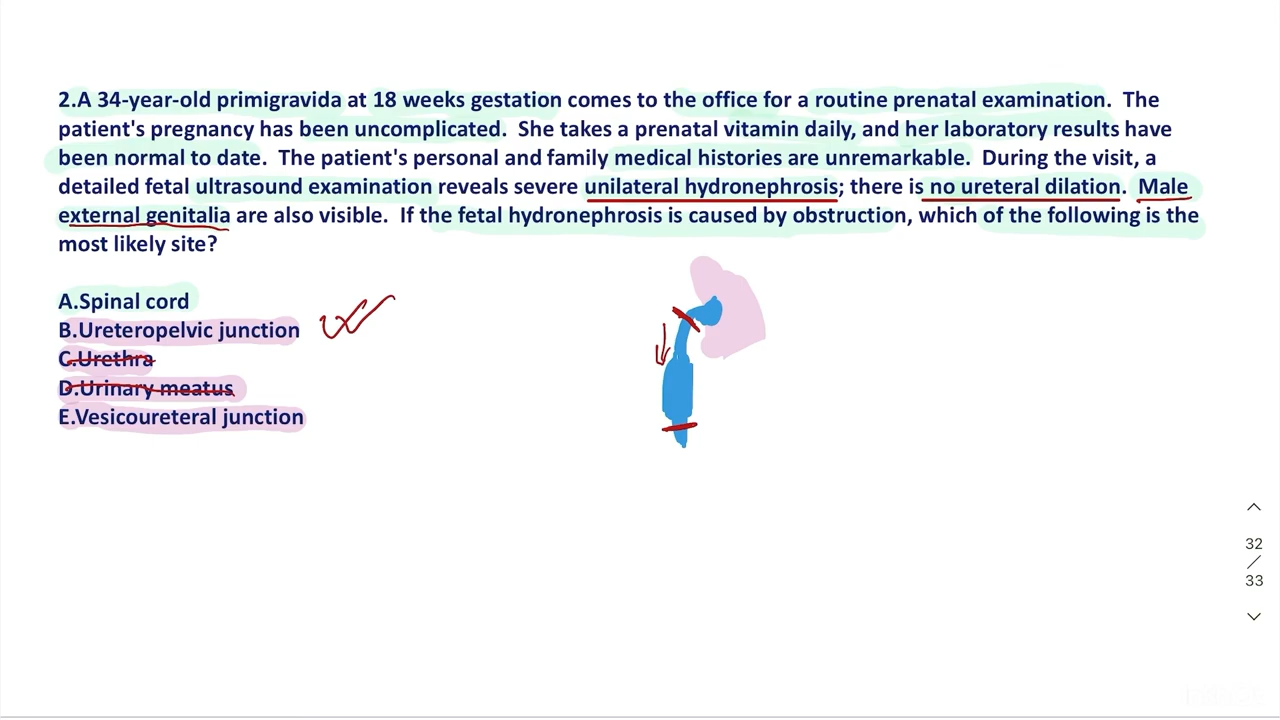 2.A 34-year-old primigravida at 18 weeks gestation comes to the office for a routine prenatal examination. The
patient's pregnancy has been uncomplicated. She takes a prenatal vitamin daily, and her laboratory results have
been normal to date. The patient's personal and family medical histories are unremarkable. During the visit, a
detailed fetal ultrasound examination reveals severe unilateral hydronephrosis; there is no ureteral dilation. Male
external genitalia are also visible. If the fetal hydronephrosis is caused by obstruction, which of the following is the
most likely site?
A.Spinal cord
B.Ureteropelvic junction
C.Urethra
D.Urinary meatus
E.Vesicoureteral junction
32
/
33